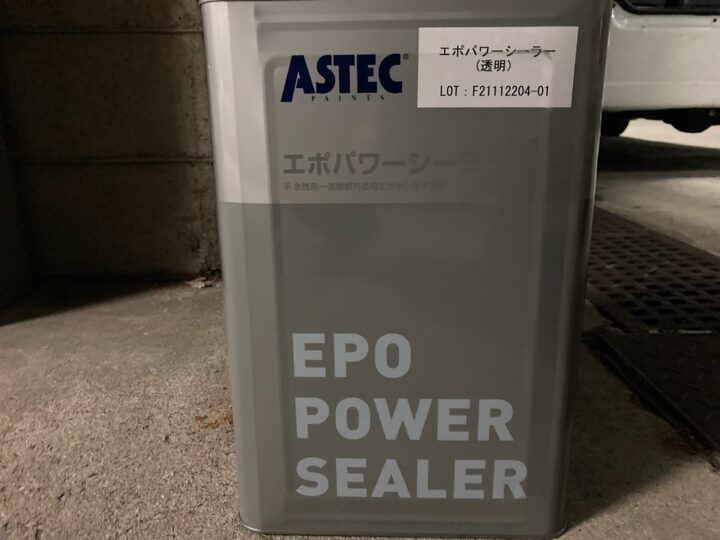 ASTEC
PAINTS
エポパワーシーラー
(透明)
LOT : F21112204-01
エポパワーシーラ
EPO
POWER
SEALER